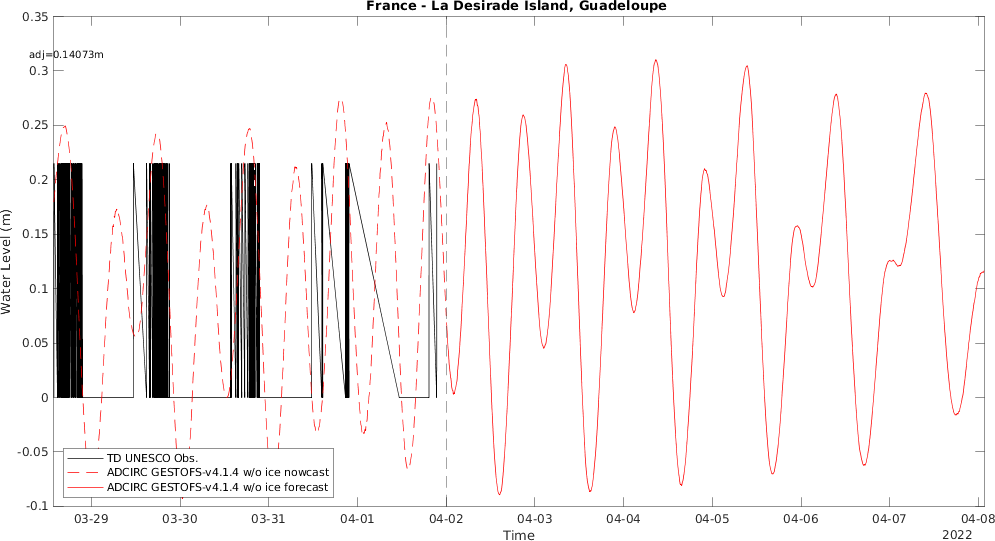 France - La Desirade Island, Guadeloupe
adj=0.14073m
0.35
0.3
0.25
0.2
0.15
0.1
0.05
0
-0.05
-0.1
Water Level (m)
TD UNESCO Obs.
ADCIRC GESTOFS-v4.1.4 w/o ice nowcast
ADCIRC GESTOFS-v4.1.4 w/o ice forecast
03-29 03-30 03-31 04-01 04-02 04-03 04-04 04-05 04-06 04-07 04-08
Time
2022